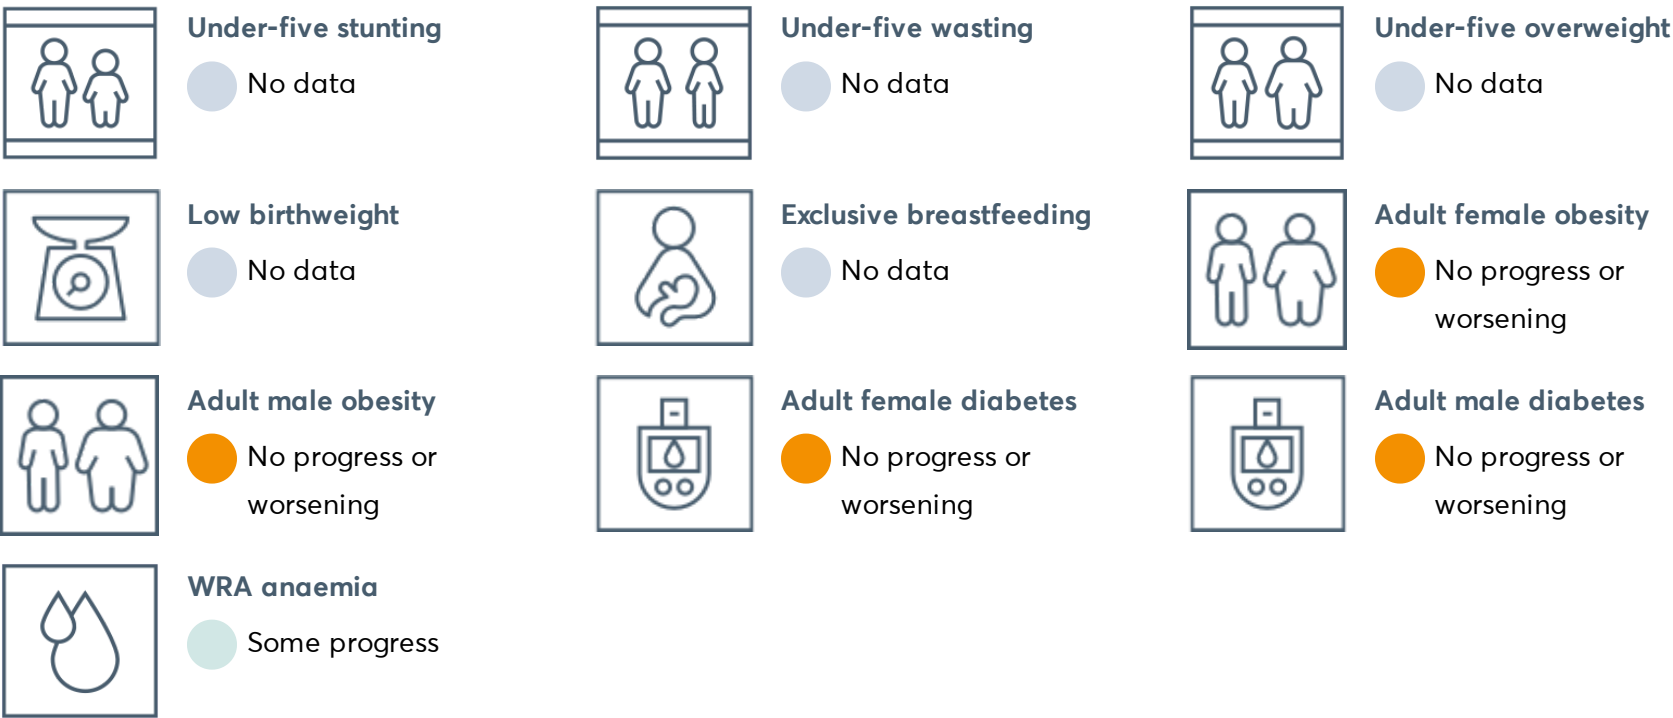 Under-five stunting
No data
Under-five wasting
No data
Under-five overweight
No data
Low birthweight
No data
Exclusive breastfeeding
No data
Adult female obesity
No progress or
worsening
Adult male obesity
No progress or
worsening
Adult female diabetes
No progress or
worsening
Adult male diabetes
No progress or
worsening
WRA anaemia
Some progress